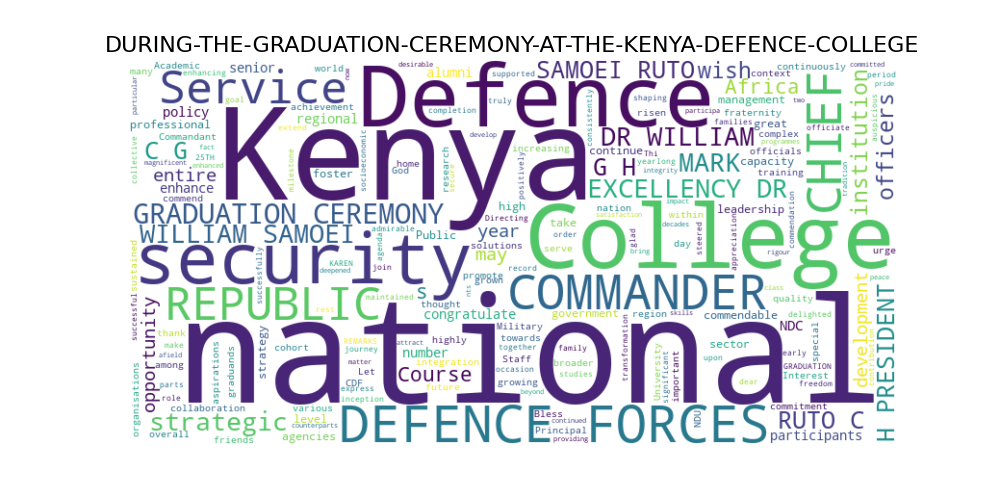 DURING-THE-GRADUATION-CEREMONY-AT-THE-KENYA-DEFENCE-COLLEGE
Kenya
national
Defence
College
security
Service
REPUBLIC
COMMANDER
DEFENCE FORCES
CHIEF
GRADUATION CEREMONY
WILLIAM SAMOEI
SAMOEI RUTO
wish
DR WILLIAM
EXCELLENCY DR
C G
G H
MARK
Africa
institution
officers
H PRESIDENT
RUTO C
strategic
Course
opportunity
development
participants
year
may
S
policy
entire
enhance
regional
alumni
senior
professional
capacity
management
congratulate
number
level
agencies
government
leadership
commendable
NDC
sector
Academic
many
enhancing
world
achievement
supported
desirable
completion
truly
shaping
consistently
risen
fraternity
context
continuously
committed
period
pride
now
goal
particular
Commandant
fact
25TH
enhanced
magnificent
collective
commend
extend
milestone
foster
socioeconomic
home
God
research
develop
secure
increasing
positively
continue
yearlong
integrity
families
participa
Thi
two
great
complex
officials
training
programmes
officiate
auspicious
tradition
high
Public
Directing
solutions
take
order
serve
satisfaction
glad
nation
within
impact
decades
bring
steered
appreciation
day
commendation
rigour
urge
peace
class
skills
quality
region
delighted
contribution
special
Interest
early
GRADUATION
freedom
upon
important
significant
University
transformation
broader
studies
family
together
towards
Military
occasion
Staff
growing
beyond
highly
integration
future
attract
matter
express
inception
CDF
Let
REMARKS
journey
rest
maintained
thought
grown
promote
record
nts
admirable
agenda
join
KAREN
deepened
successfully
sustained
successful
thank
make
among
afield
role
parts
organisations
collaboration
overall
friends
aspirations
graduands
strategy
cohort
various
counterparts
Bless
continued
Principal
providing
NDU
dear
commitment